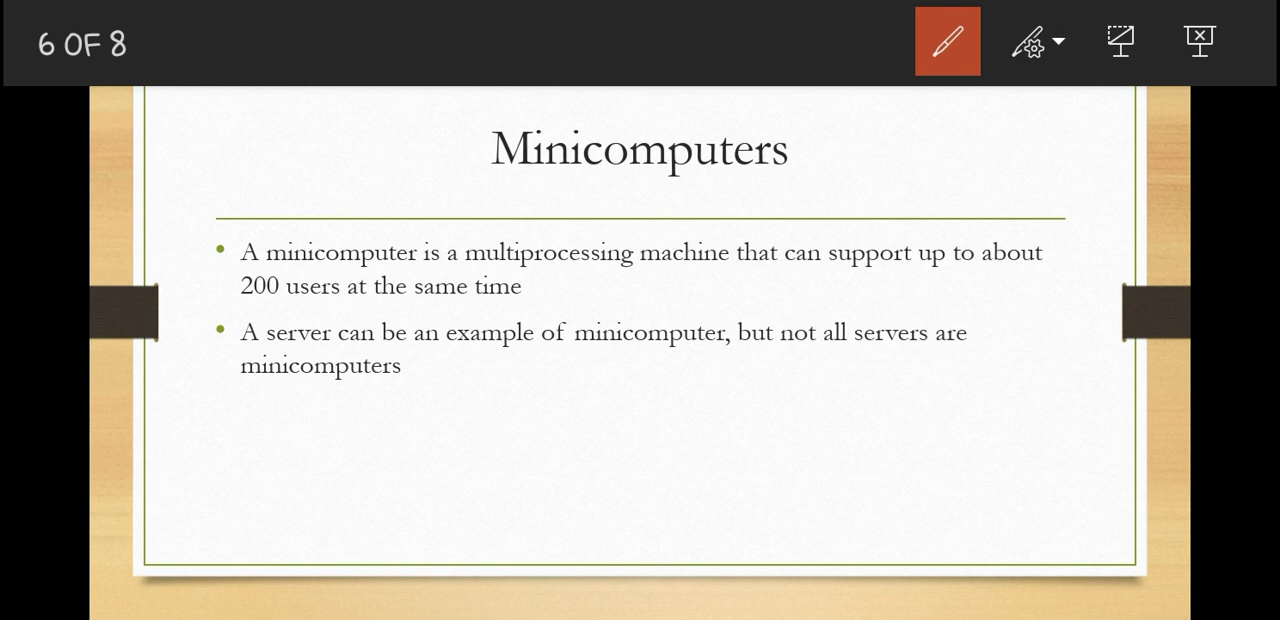 6 OF 8
Minicomputers
• A minicomputer is a multiprocessing machine that can support up to about
200 users at the same time
• A server can be an example of minicomputer, but not all servers are
minicomputers